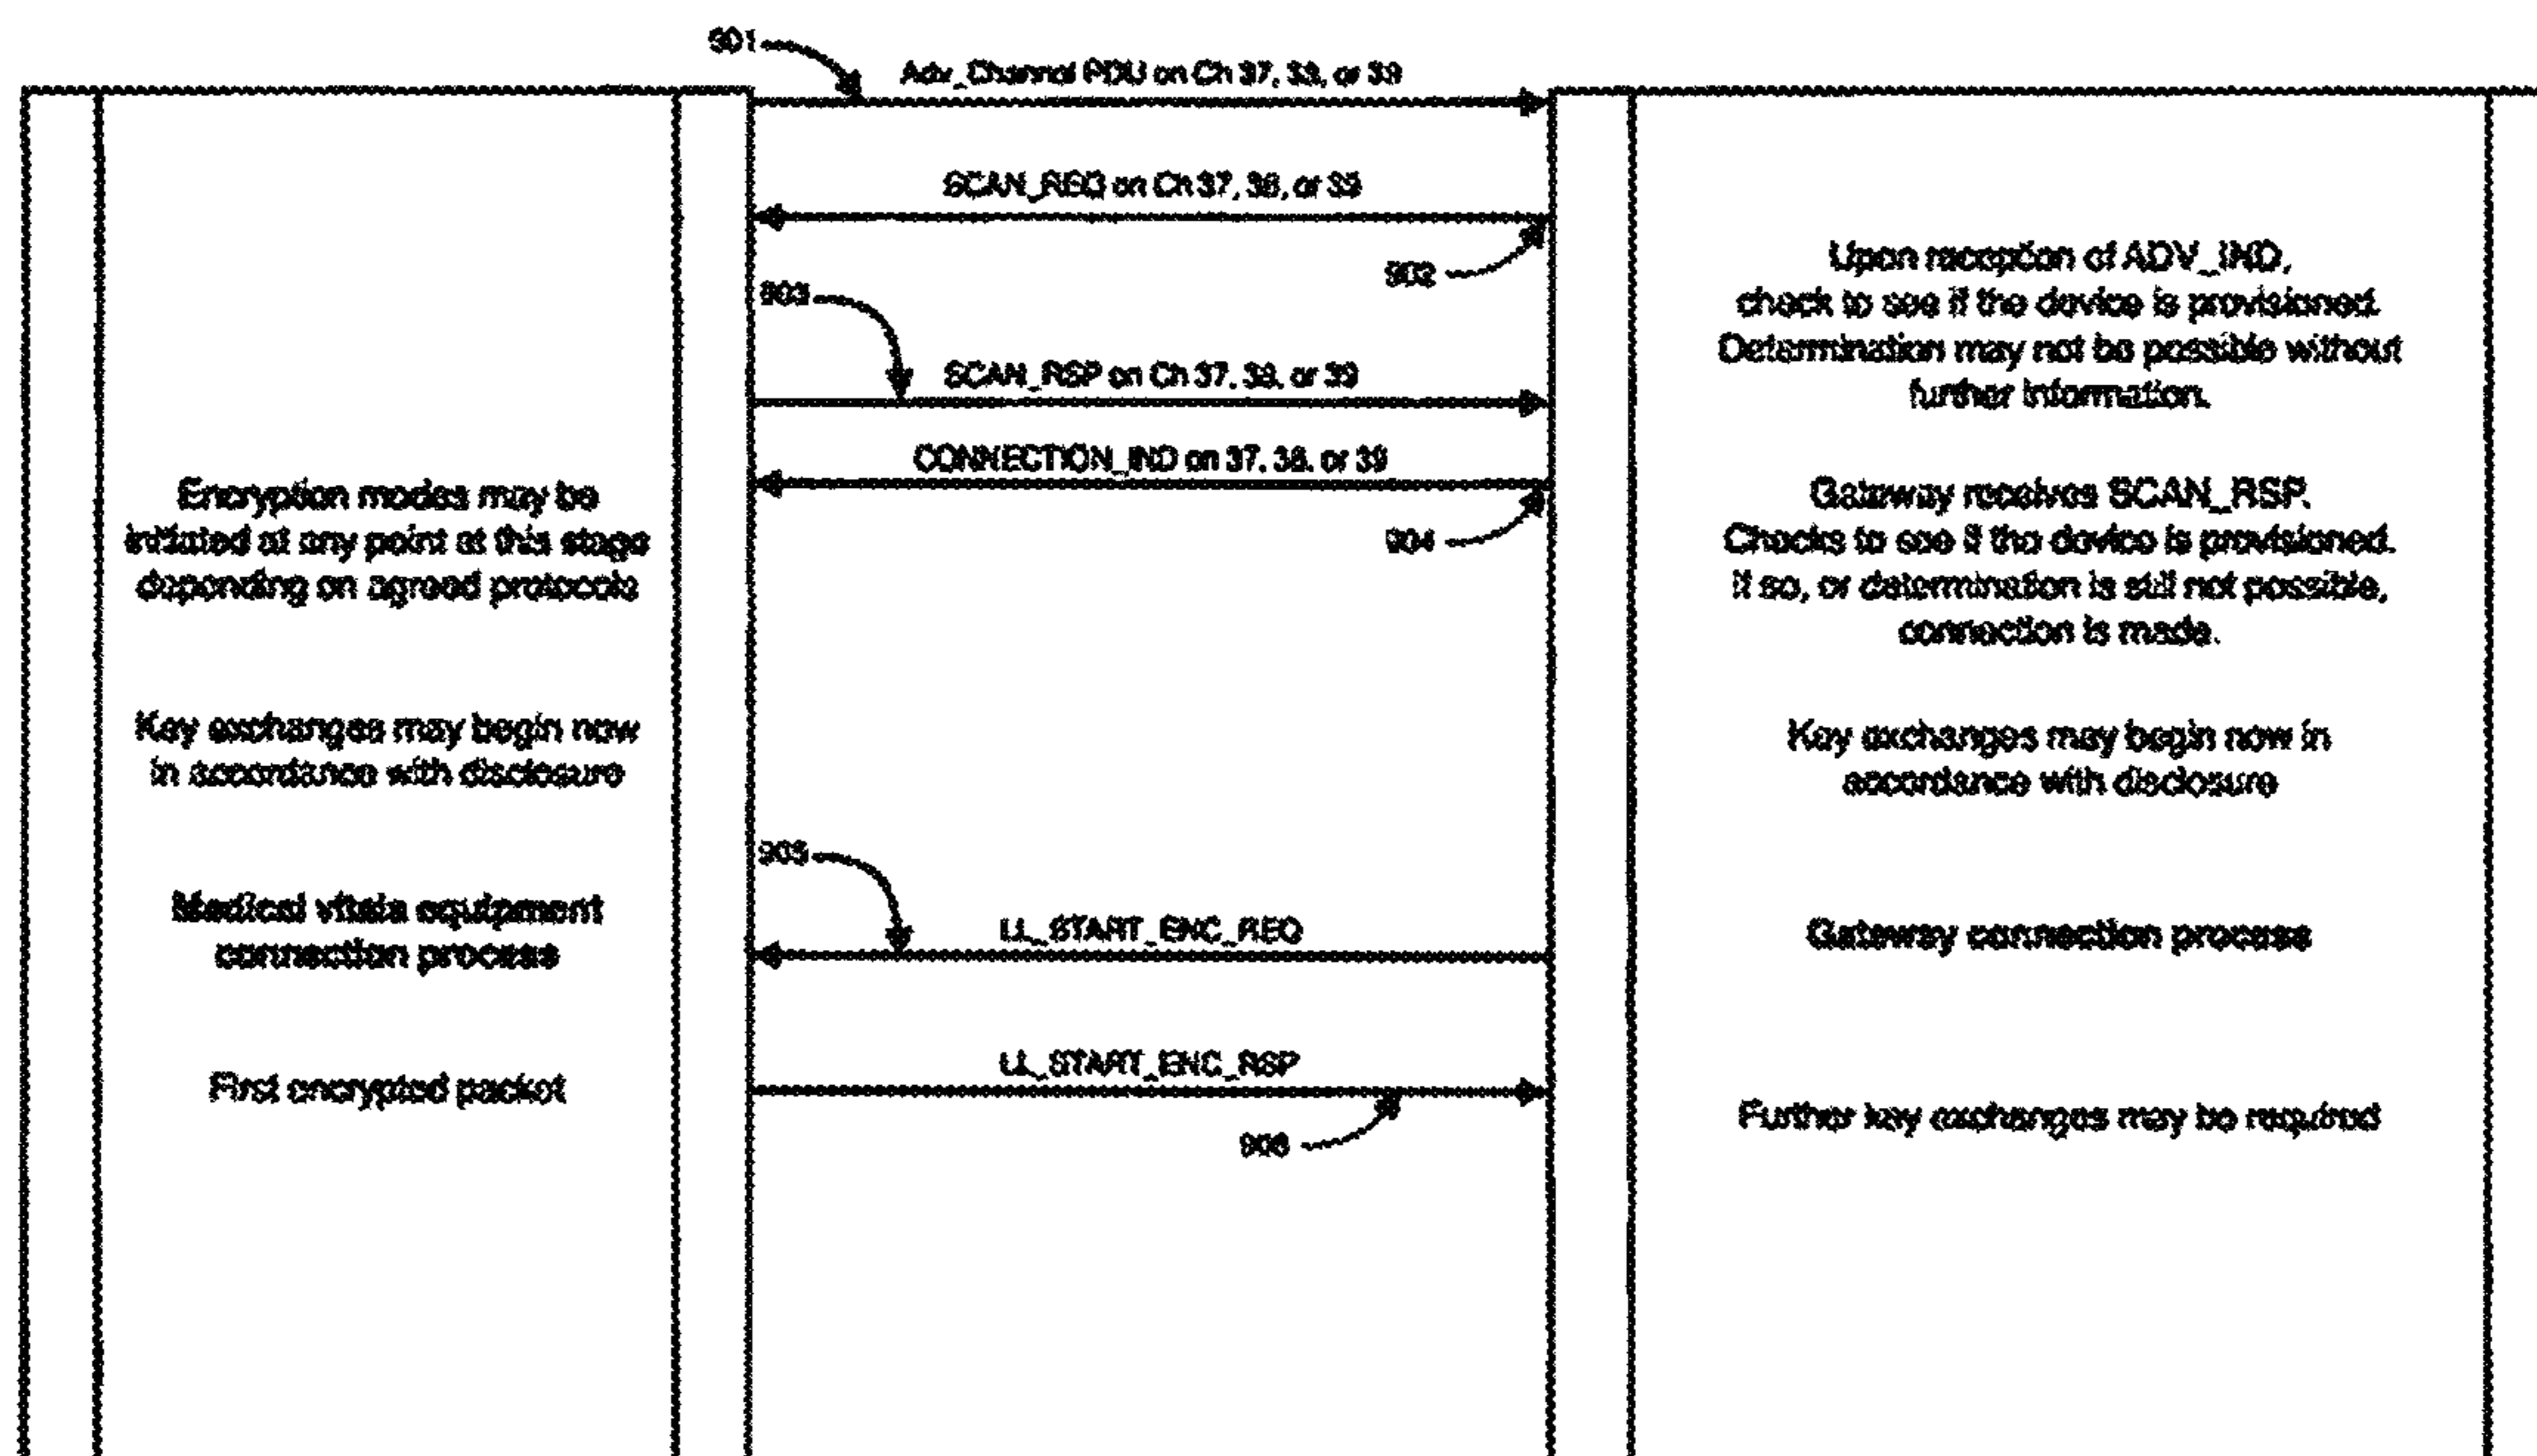 901
Adv_Channel PDU on Ch 37, 38, or 39
SCAN_REQ on Ch 37, 38, or 39
902
903
SCAN_RSP on Ch 37, 38, or 39
CONNECTION_IND on 37, 38, or 39
904
Encryption modes may be
initiated at any point at this stage
depending on agreed protocols
Key exchanges may begin now
in accordance with disclosure
Medical vitals equipment
connection process
First encrypted packet
905
LL_START_ENC_REQ
LL_START_ENC_RSP
906
Upon reception of ADV_IND,
check to see if the device is provisioned.
Determination may not be possible without
further information.
Gateway receives SCAN_RSP.
Checks to see if the device is provisioned.
If so, or determination is still not possible,
connection is made.
Key exchanges may begin now in
accordance with disclosure
Gateway connection process
Further key exchanges may be required